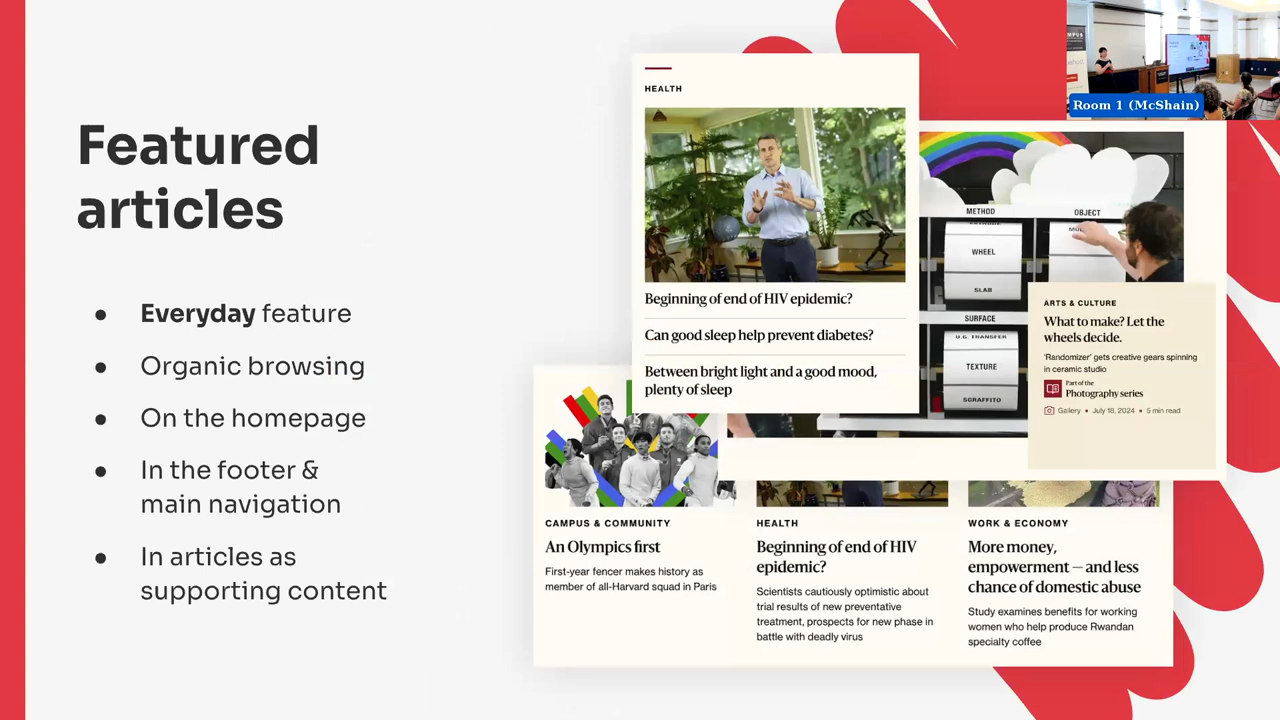 Featured
articles
● Everyday feature
● Organic browsing
● On the homepage
● In the footer &
main navigation
● In articles as
supporting content
HEALTH
Beginning of end of HIV epidemic?
Can good sleep help prevent diabetes?
Between bright light and a good mood,
plenty of sleep
METHOD
OBJECT
WHEEL
SLAB
SURFACE
U.G. TRANSFER
TEXTURE
SGRAFFITO
ARTS & CULTURE
What to make? Let the
wheels decide.
‘Randomizer’ gets creative gears spinning
in ceramic studio
Part of the
Photography series
Gallery • July 18, 2024 • 5 min read
CAMPUS & COMMUNITY
An Olympics first
First-year fencer makes history as
member of all-Harvard squad in Paris
HEALTH
Beginning of end of HIV
epidemic?
Scientists cautiously optimistic about
trial results of new preventative
treatment, prospects for new phase in
battle with deadly virus
WORK & ECONOMY
More money,
empowerment — and less
chance of domestic abuse
Study examines benefits for working
women who help produce Rwandan
specialty coffee
Room 1 (McShain)